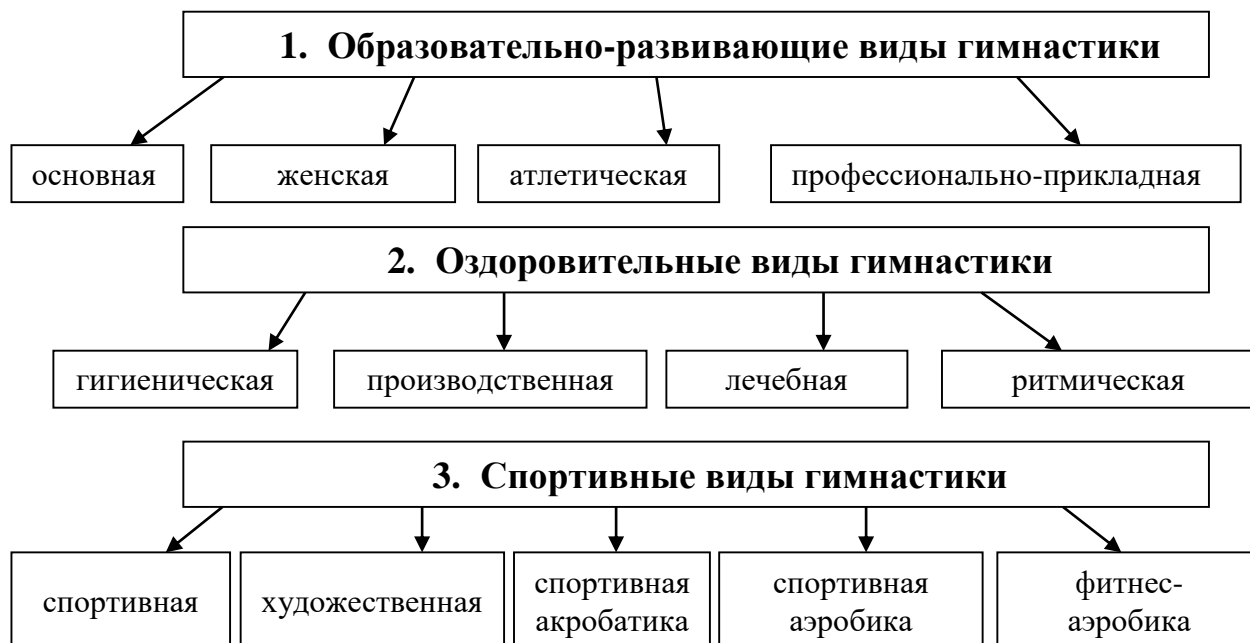 1. Образовательно-развивающие виды гимнастики
основная
женская
атлетическая
профессионально-прикладная
2. Оздоровительные виды гимнастики
гигиеническая
производственная
лечебная
ритмическая
3. Спортивные виды гимнастики
спортивная
художественная
спортивная
акробатика
спортивная
аэробика
фитнес-
аэробика